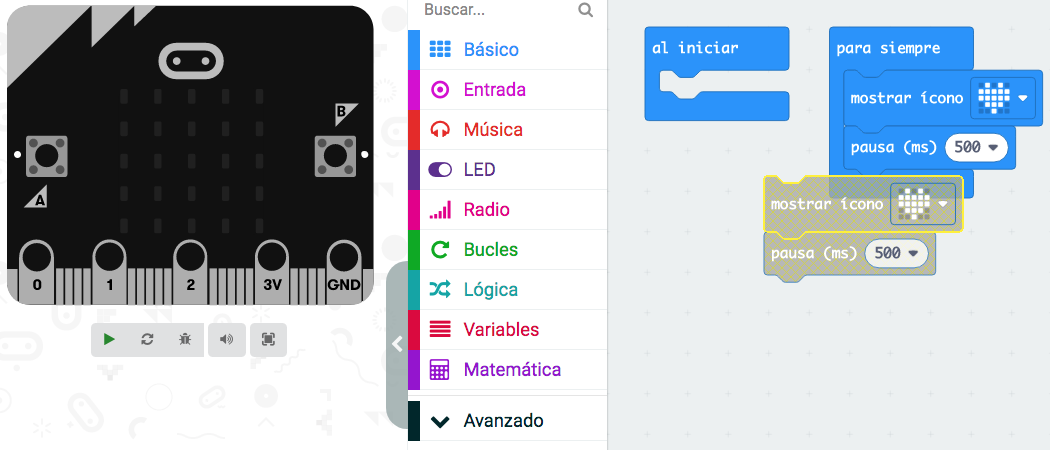 B
A
0 1 2 3V GND
Buscar...
Básico
Entrada
Música
LED
Radio
Bucles
Lógica
Variables
Matemática
Avanzado
al iniciar
para siempre
mostrar ícono
pausa (ms) 500
mostrar ícono
pausa (ms) 500